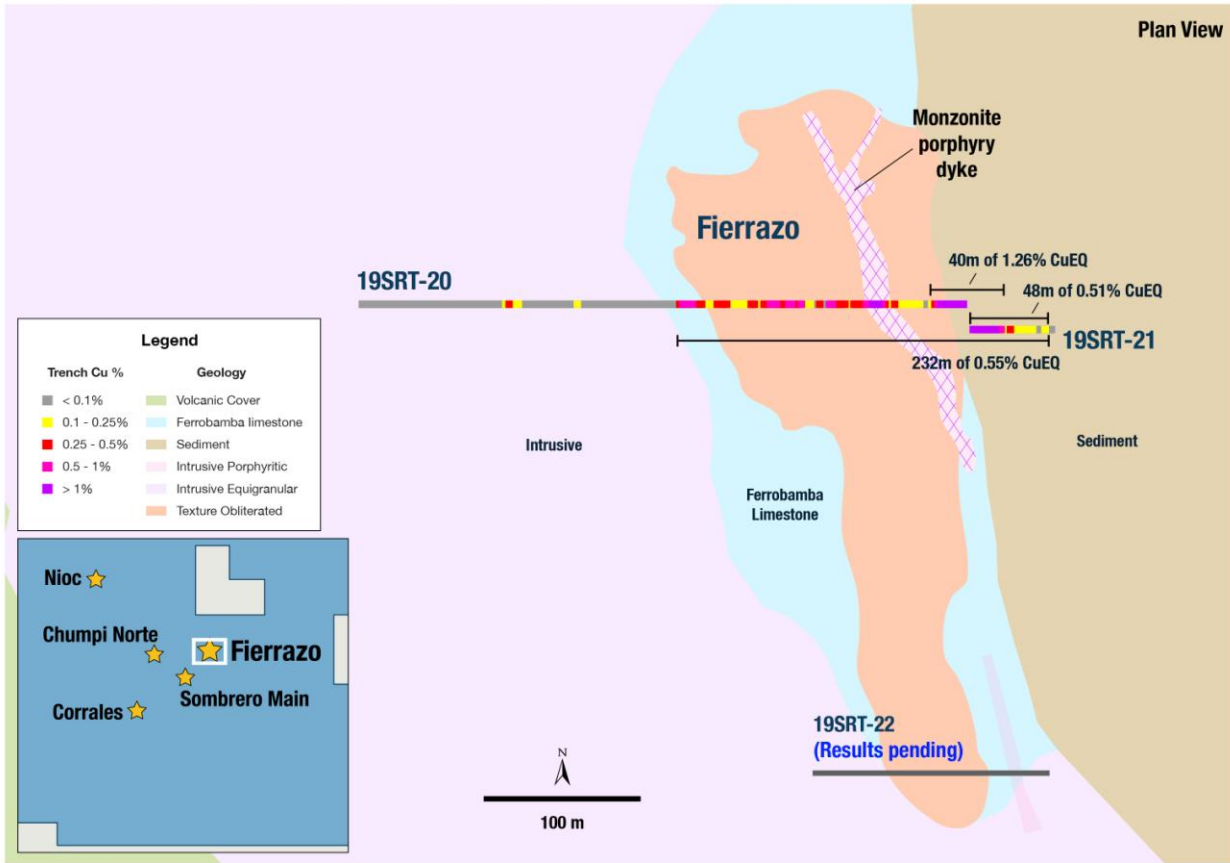 Plan View
Monzonite
porphyry
dyke
Fierrazo
40m of 1.26% CuEQ
19SRT-20
48m of 0.51% CuEQ
19SRT-21
232m of 0.55% CuEQ
Legend
Trench Cu %
< 0.1%
0.1 - 0.25%
0.25 - 0.5%
0.5 - 1%
> 1%
Geology
Volcanic Cover
Ferrobamba limestone
Sediment
Intrusive Porphyritic
Intrusive Equigranular
Texture Obliterated
Intrusive
Sediment
Ferrobamba
Limestone
Nioc
Chumpi Norte
Fierrazo
Sombrero Main
Corrales
19SRT-22
(Results pending)
N
100 m